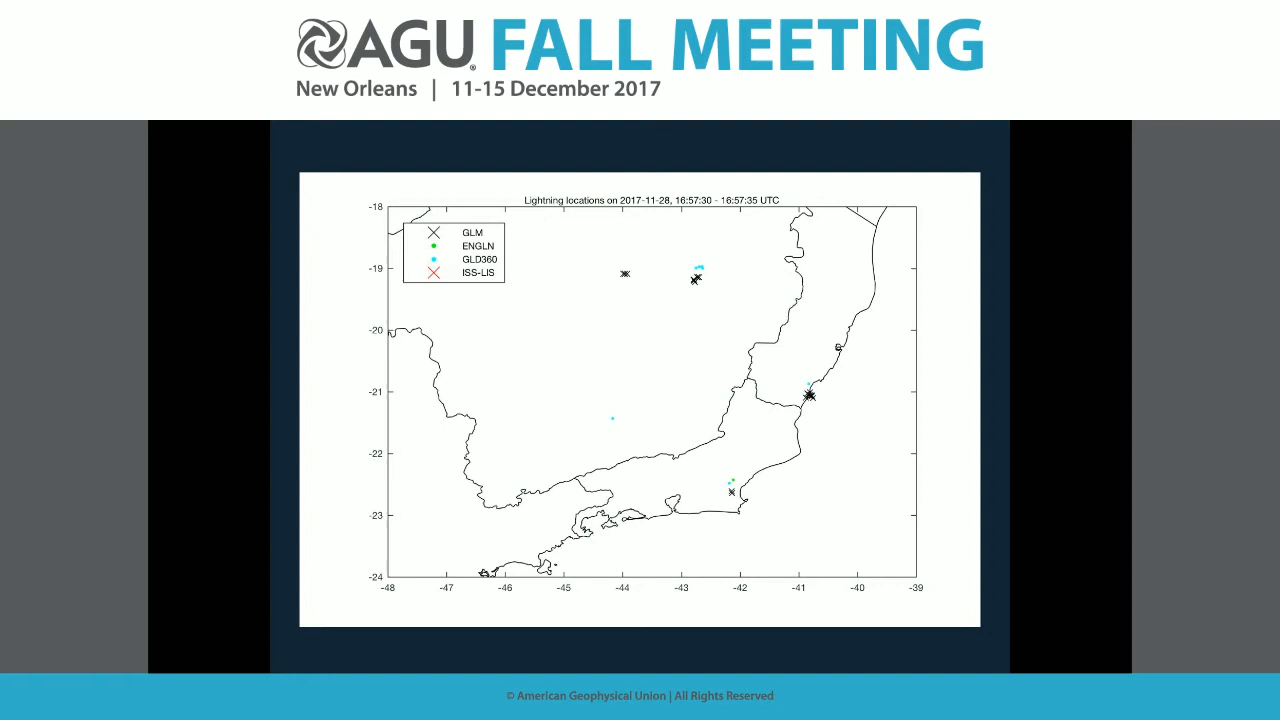 AGU FALL MEETING
New Orleans | 11-15 December 2017
Lightning locations on 2017-11-28, 16:57:30 - 16:57:35 UTC
-18
GLM
ENGLN
GLD360
ISS-LIS
-19
-20
-21
-22
-23
-24
-48 -47 -46 -45 -44 -43 -42 -41 -40 -39
© American Geophysical Union | All Rights Reserved